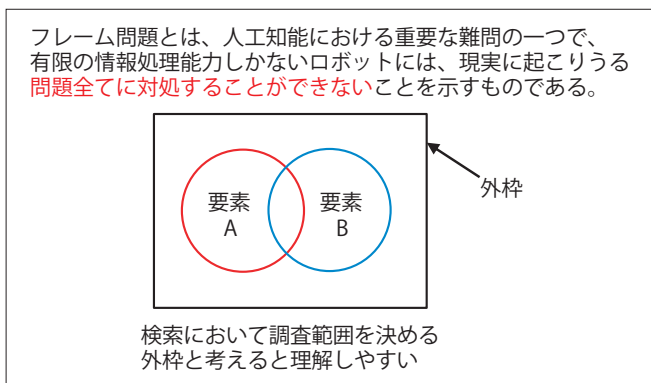 フレーム問題とは、人工知能における重要な難問の一つで、
有限の情報処理能力しかないロボットには、現実に起こりうる
問題全てに対処することができないことを示すものである。
要素
A
要素
B
外枠
検索において調査範囲を決める
外枠と考えると理解しやすい